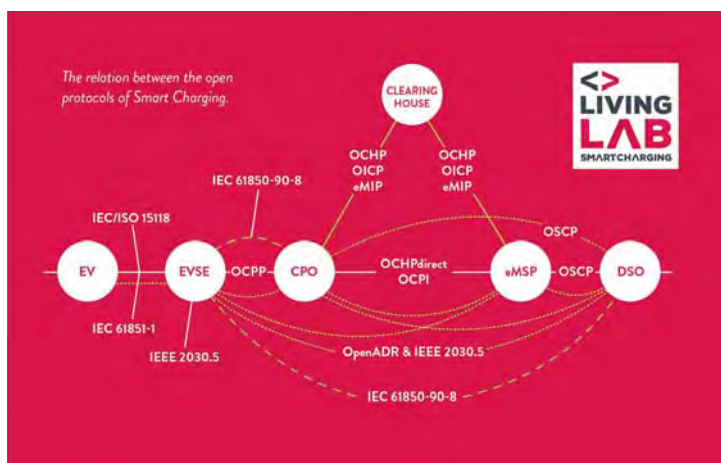 The relation between the open
protocols of Smart Charging.
CLEARING
HOUSE
<>
LIVING
LAB
SMARTCHARGING
OCHP
OICP
eMIP
OCHP
OICP
eMIP
IEC 61850-90-8
IEC/ISO 15118
OSCP
EV
EVSE
OCPP
CPO
OCHPdirect
OCPI
eMSP
OSCP
DSO
IEC 61851-1
IEEE 2030.5
OpenADR & IEEE 2030.5
IEC 61850-90-8